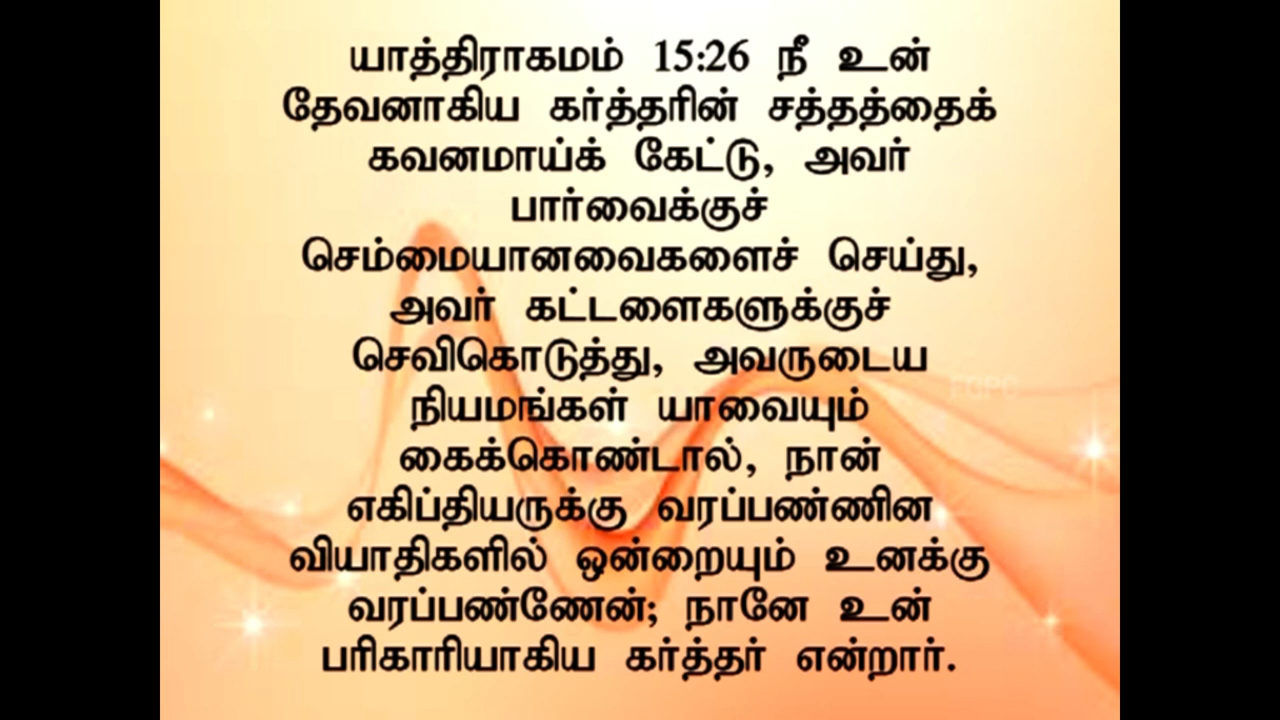 யாத்திராகமம் 15:26 நீ உன்
தேவனாகிய கர்த்தரின் சத்தத்தைக்
கவனமாய்க் கேட்டு, அவர்
பார்வைக்குச்
செம்மையானவைகளைச் செய்து,
அவர் கட்டளைகளுக்குச்
செவிகொடுத்து, அவருடைய
நியமங்கள் யாவையும்
கைக்கொண்டால், நான்
எகிப்தியருக்கு வரப்பண்ணின
வியாதிகளில் ஒன்றையும் உனக்கு
வரப்பண்ணேன்; நானே உன்
பரிகாரியாகிய கர்த்தர் என்றார்.